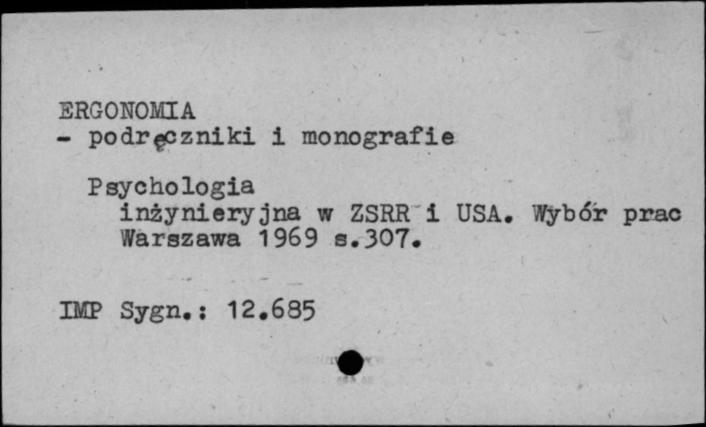 ERGONOMIA
- podręczniki i monografie
Psychologia
inżynieryjna w ZSRR i USA. Wybór prac
Warszawa 1969 s.307.
IMP Sygn.: 12.685